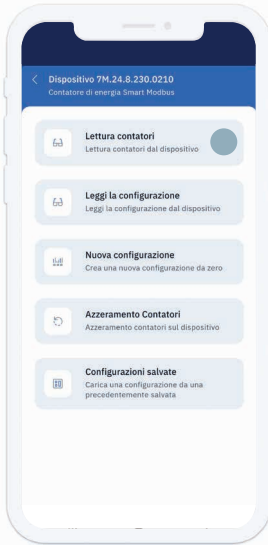 Dispositivo 7M.24.8.230.0210
Contatore di energia Smart Modbus
Lettura contatori
Lettura contatori dal dispositivo
Leggi la configurazione
Leggi la configurazione dal dispositivo
Nuova configurazione
Crea una nuova configurazione da zero
Azzeramento Contatori
Azzeramento contatori sul dispositivo
Configurazioni salvate
Carica una configurazione da una
precedentemente salvata